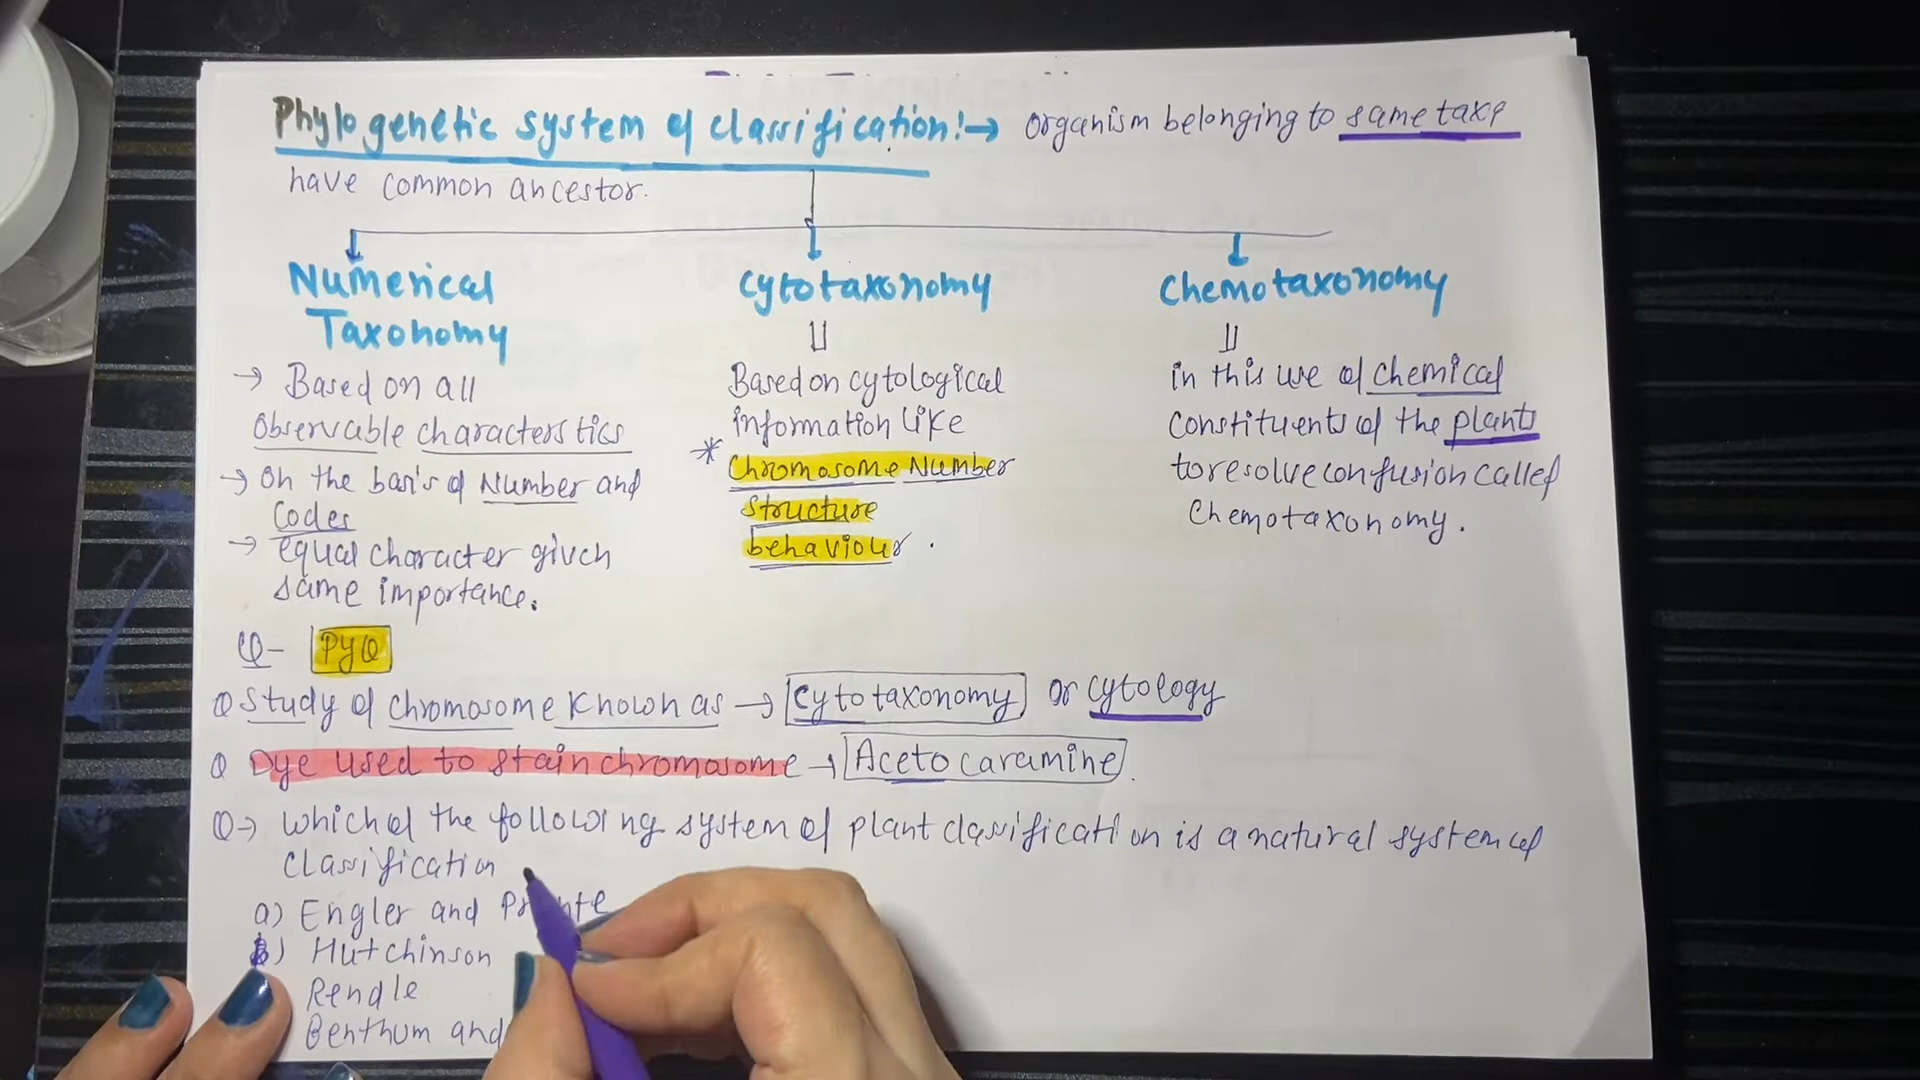 Phylogenetic system of classification!→ organism belonging to same taxa
have common ancestor.
Numerical
Taxonomy
→ Based on all
observable characterstics
→ on the basis of Number and
Codes
→ equal character given
same importance.
Cytotaxonomy
Based on cytological
information like
* Chromosome Number
structure
behaviour.
Chemotaxonomy
in this use of chemical
constituents of the plants
to resolve confusion called
Chemotaxonomy.
Q- PYQ
Q Study of chromosome known as → Cytotaxonomy or cytology
Q Dye used to stain chromosome → Aceto caramine.
Q→ which of the following system of plant classification is a natural system of
classification
a) Engler and
b) Hutchinson
Rendle
Benthum and